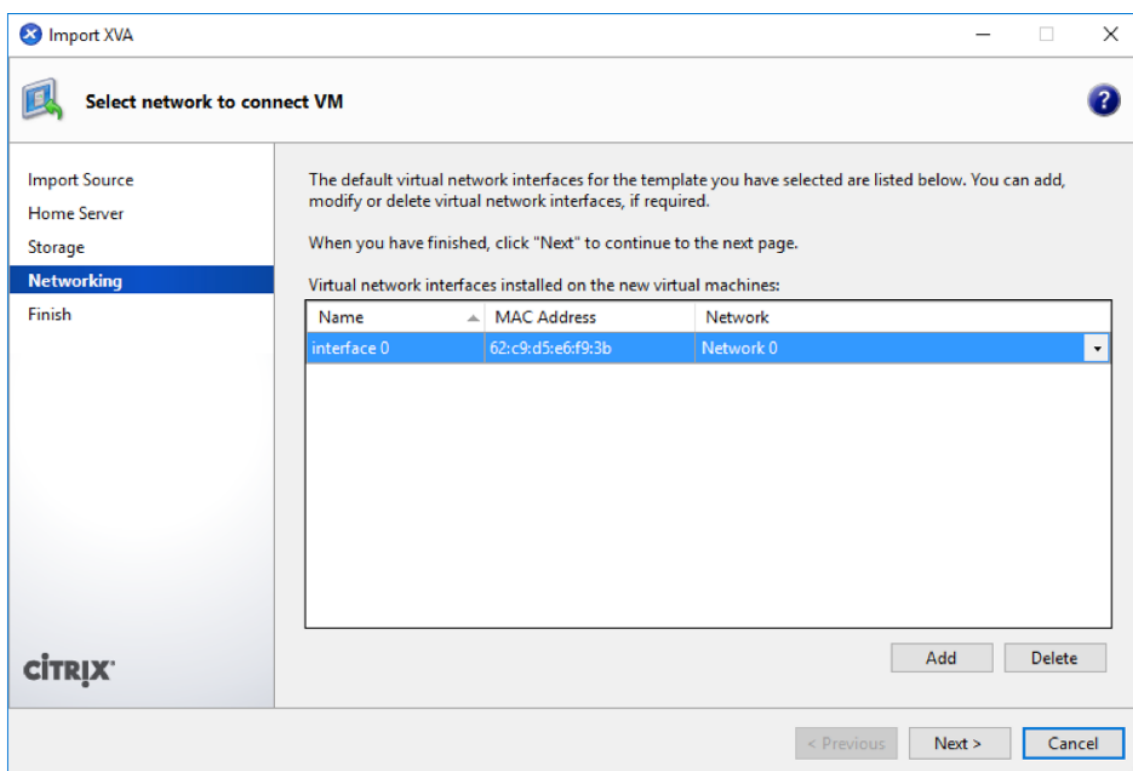 Import XVA
Select network to connect VM
?
Import Source
Home Server
Storage
Networking
Finish
The default virtual network interfaces for the template you have selected are listed below. You can add,
modify or delete virtual network interfaces, if required.
When you have finished, click "Next" to continue to the next page.
Virtual network interfaces installed on the new virtual machines:
Name MAC Address Network
interface 0 62:c9:d5:e6:f9:3b Network 0
Add Delete
CITRIX
< Previous Next > Cancel